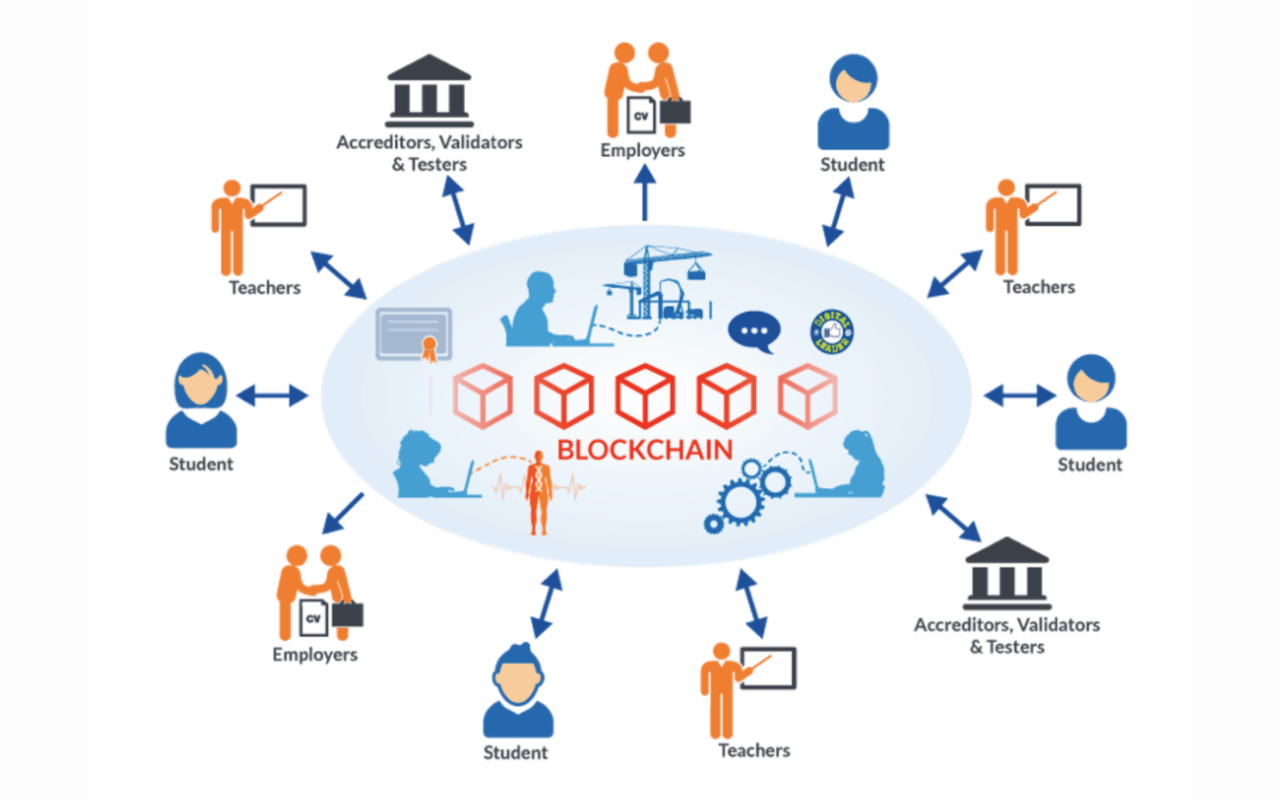 Employers
CV
Accreditors, Validators
& Testers
Student
Teachers
Teachers
DIGITAL
LEADER
BLOCKCHAIN
Student
Student
CV
Employers
Accreditors, Validators
& Testers
Student
Teachers